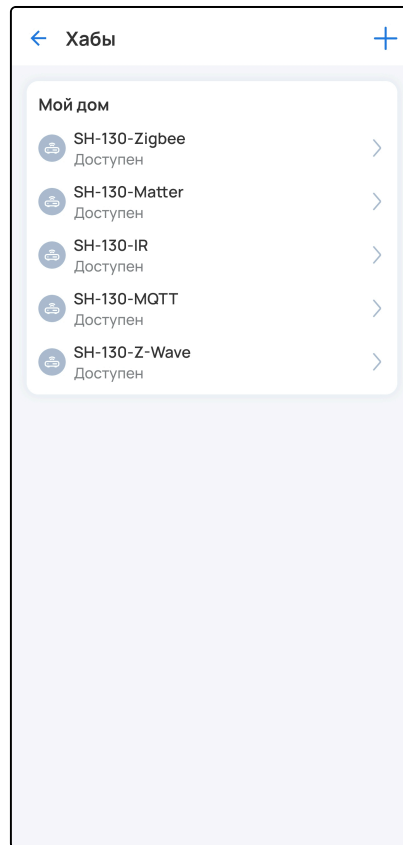 Хабы
Мой дом
SH-130-Zigbee
Доступен
SH-130-Matter
Доступен
SH-130-IR
Доступен
SH-130-MQTT
Доступен
SH-130-Z-Wave
Доступен